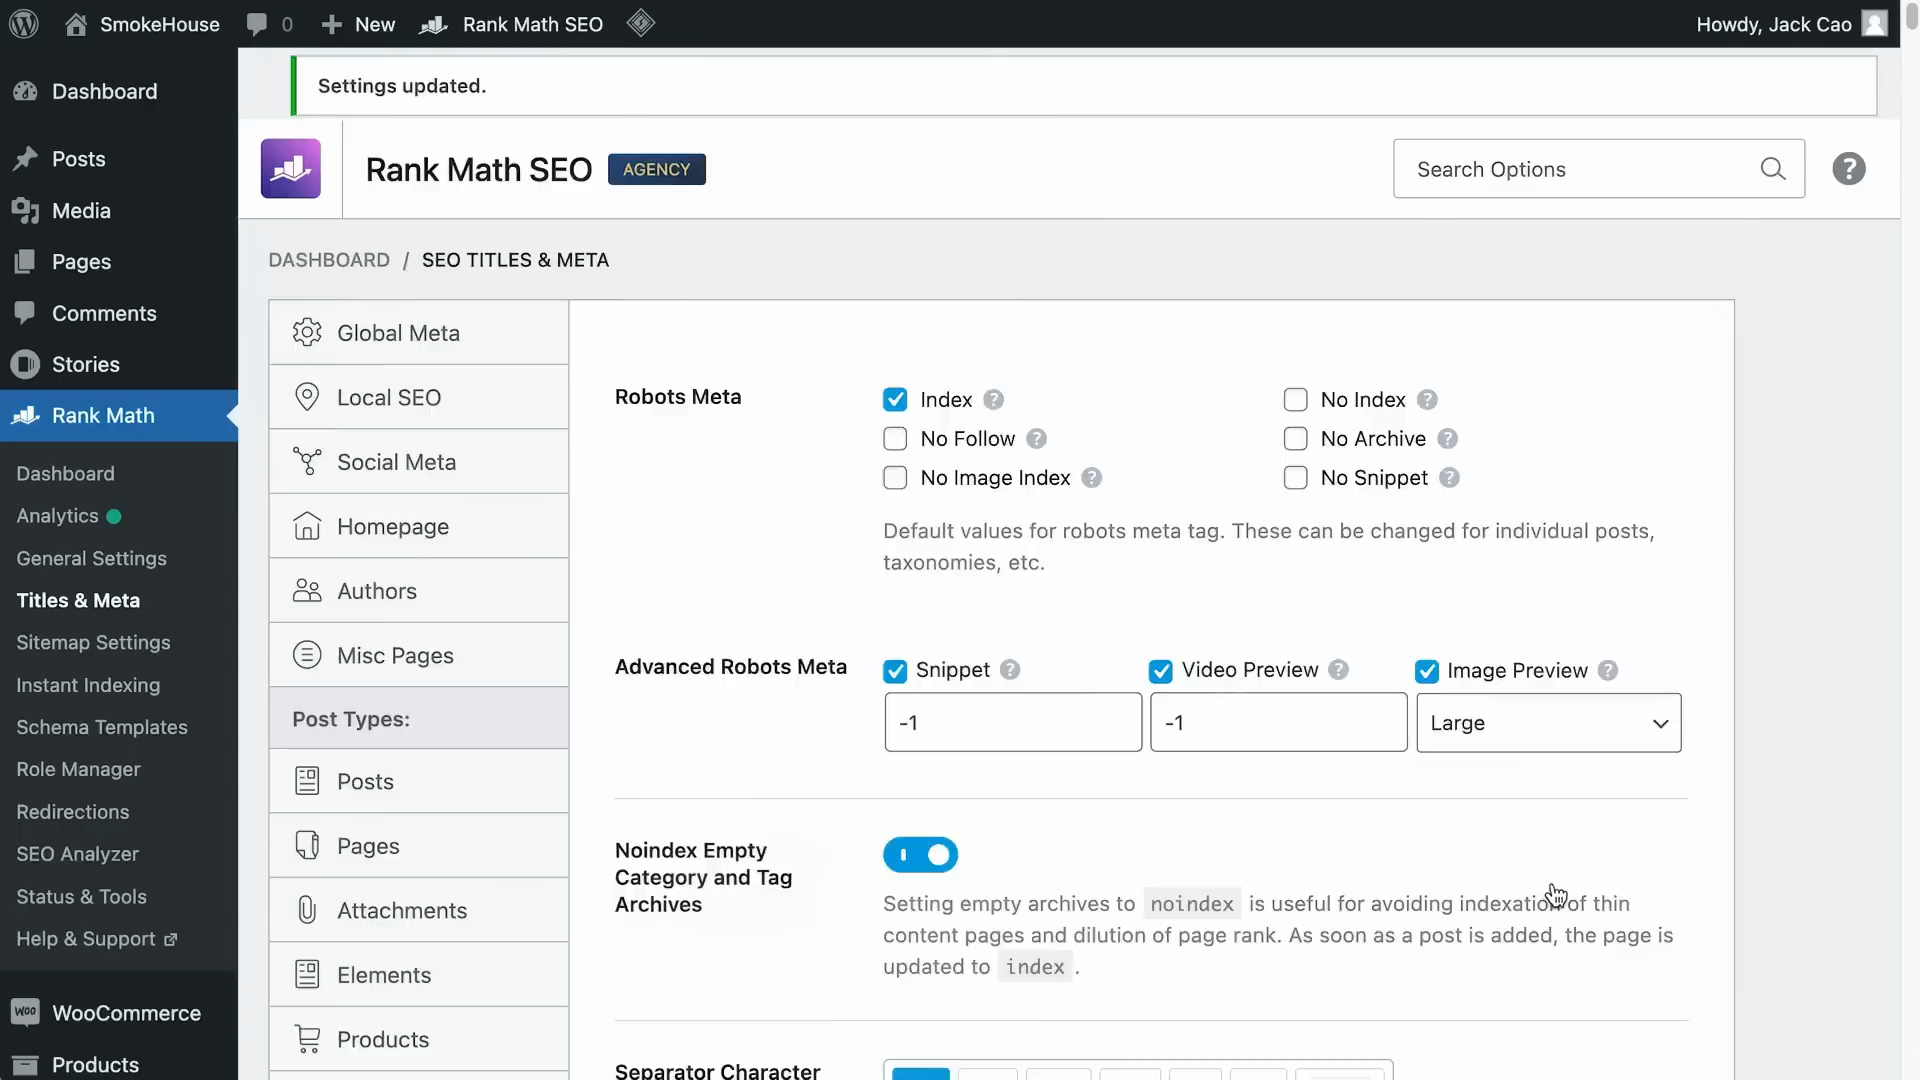 SmokeHouse
0
New
Rank Math SEO
Howdy, Jack Cao
Dashboard
Posts
Media
Pages
Comments
Stories
Rank Math
Dashboard
Analytics
General Settings
Titles & Meta
Sitemap Settings
Instant Indexing
Schema Templates
Role Manager
Redirections
SEO Analyzer
Status & Tools
Help & Support
WOO WooCommerce
Products
Settings updated.
Rank Math SEO
AGENCY
Search Options
?
DASHBOARD / SEO TITLES & META
Global Meta
Local SEO
Social Meta
Homepage
Authors
Misc Pages
Post Types:
Posts
Pages
Attachments
Elements
Products
Robots Meta
Index ?
No Index ?
No Follow ?
No Archive ?
No Image Index ?
No Snippet ?
Default values for robots meta tag. These can be changed for individual posts,
taxonomies, etc.
Advanced Robots Meta
Snippet ?
Video Preview ?
Image Preview ?
-1
-1
Large
Noindex Empty
Category and Tag
Archives
Setting empty archives to noindex is useful for avoiding indexation of thin
content pages and dilution of page rank. As soon as a post is added, the page is
updated to index .
Separator Character